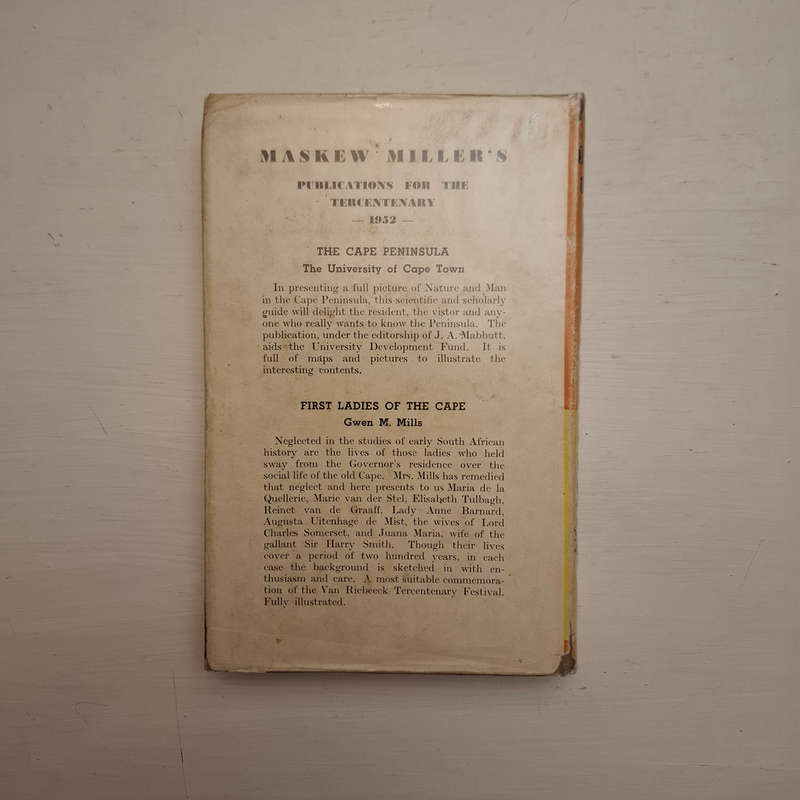 MASKEW MILLER'S
PUBLICATIONS FOR THE
TERCENTENARY
— 1952 —
THE CAPE PENINSULA
The University of Cape Town
In presenting a full picture of Nature and Man
in the Cape Peninsula, this scientific and scholarly
guide will delight the resident, the vistor and any-
one who really wants to know the Peninsula. The
publication, under the editorship of J. A. Mabbutt,
aids the University Development Fund. It is
full of maps and pictures to illustrate the
interesting contents.
FIRST LADIES OF THE CAPE
Gwen M. Mills
Neglected in the studies of early South African
history are the lives of those ladies who held
sway from the Governor's residence over the
social life of the old Cape. Mrs. Mills has remedied
that neglect and here presents to us Maria de la
Quellerie, Marie van der Stel, Elisabeth Tulbagh,
Reinet van de Graaff, Lady Anne Barnard,
Augusta Uitenhage de Mist, the wives of Lord
Charles Somerset, and Juana Maria, wife of the
gallant Sir Harry Smith. Though their lives
cover a period of two hundred years, in each
case the background is sketched in with en-
thusiasm and care. A most suitable commemora-
tion of the Van Riebeeck Tercentenary Festival.
Fully illustrated.